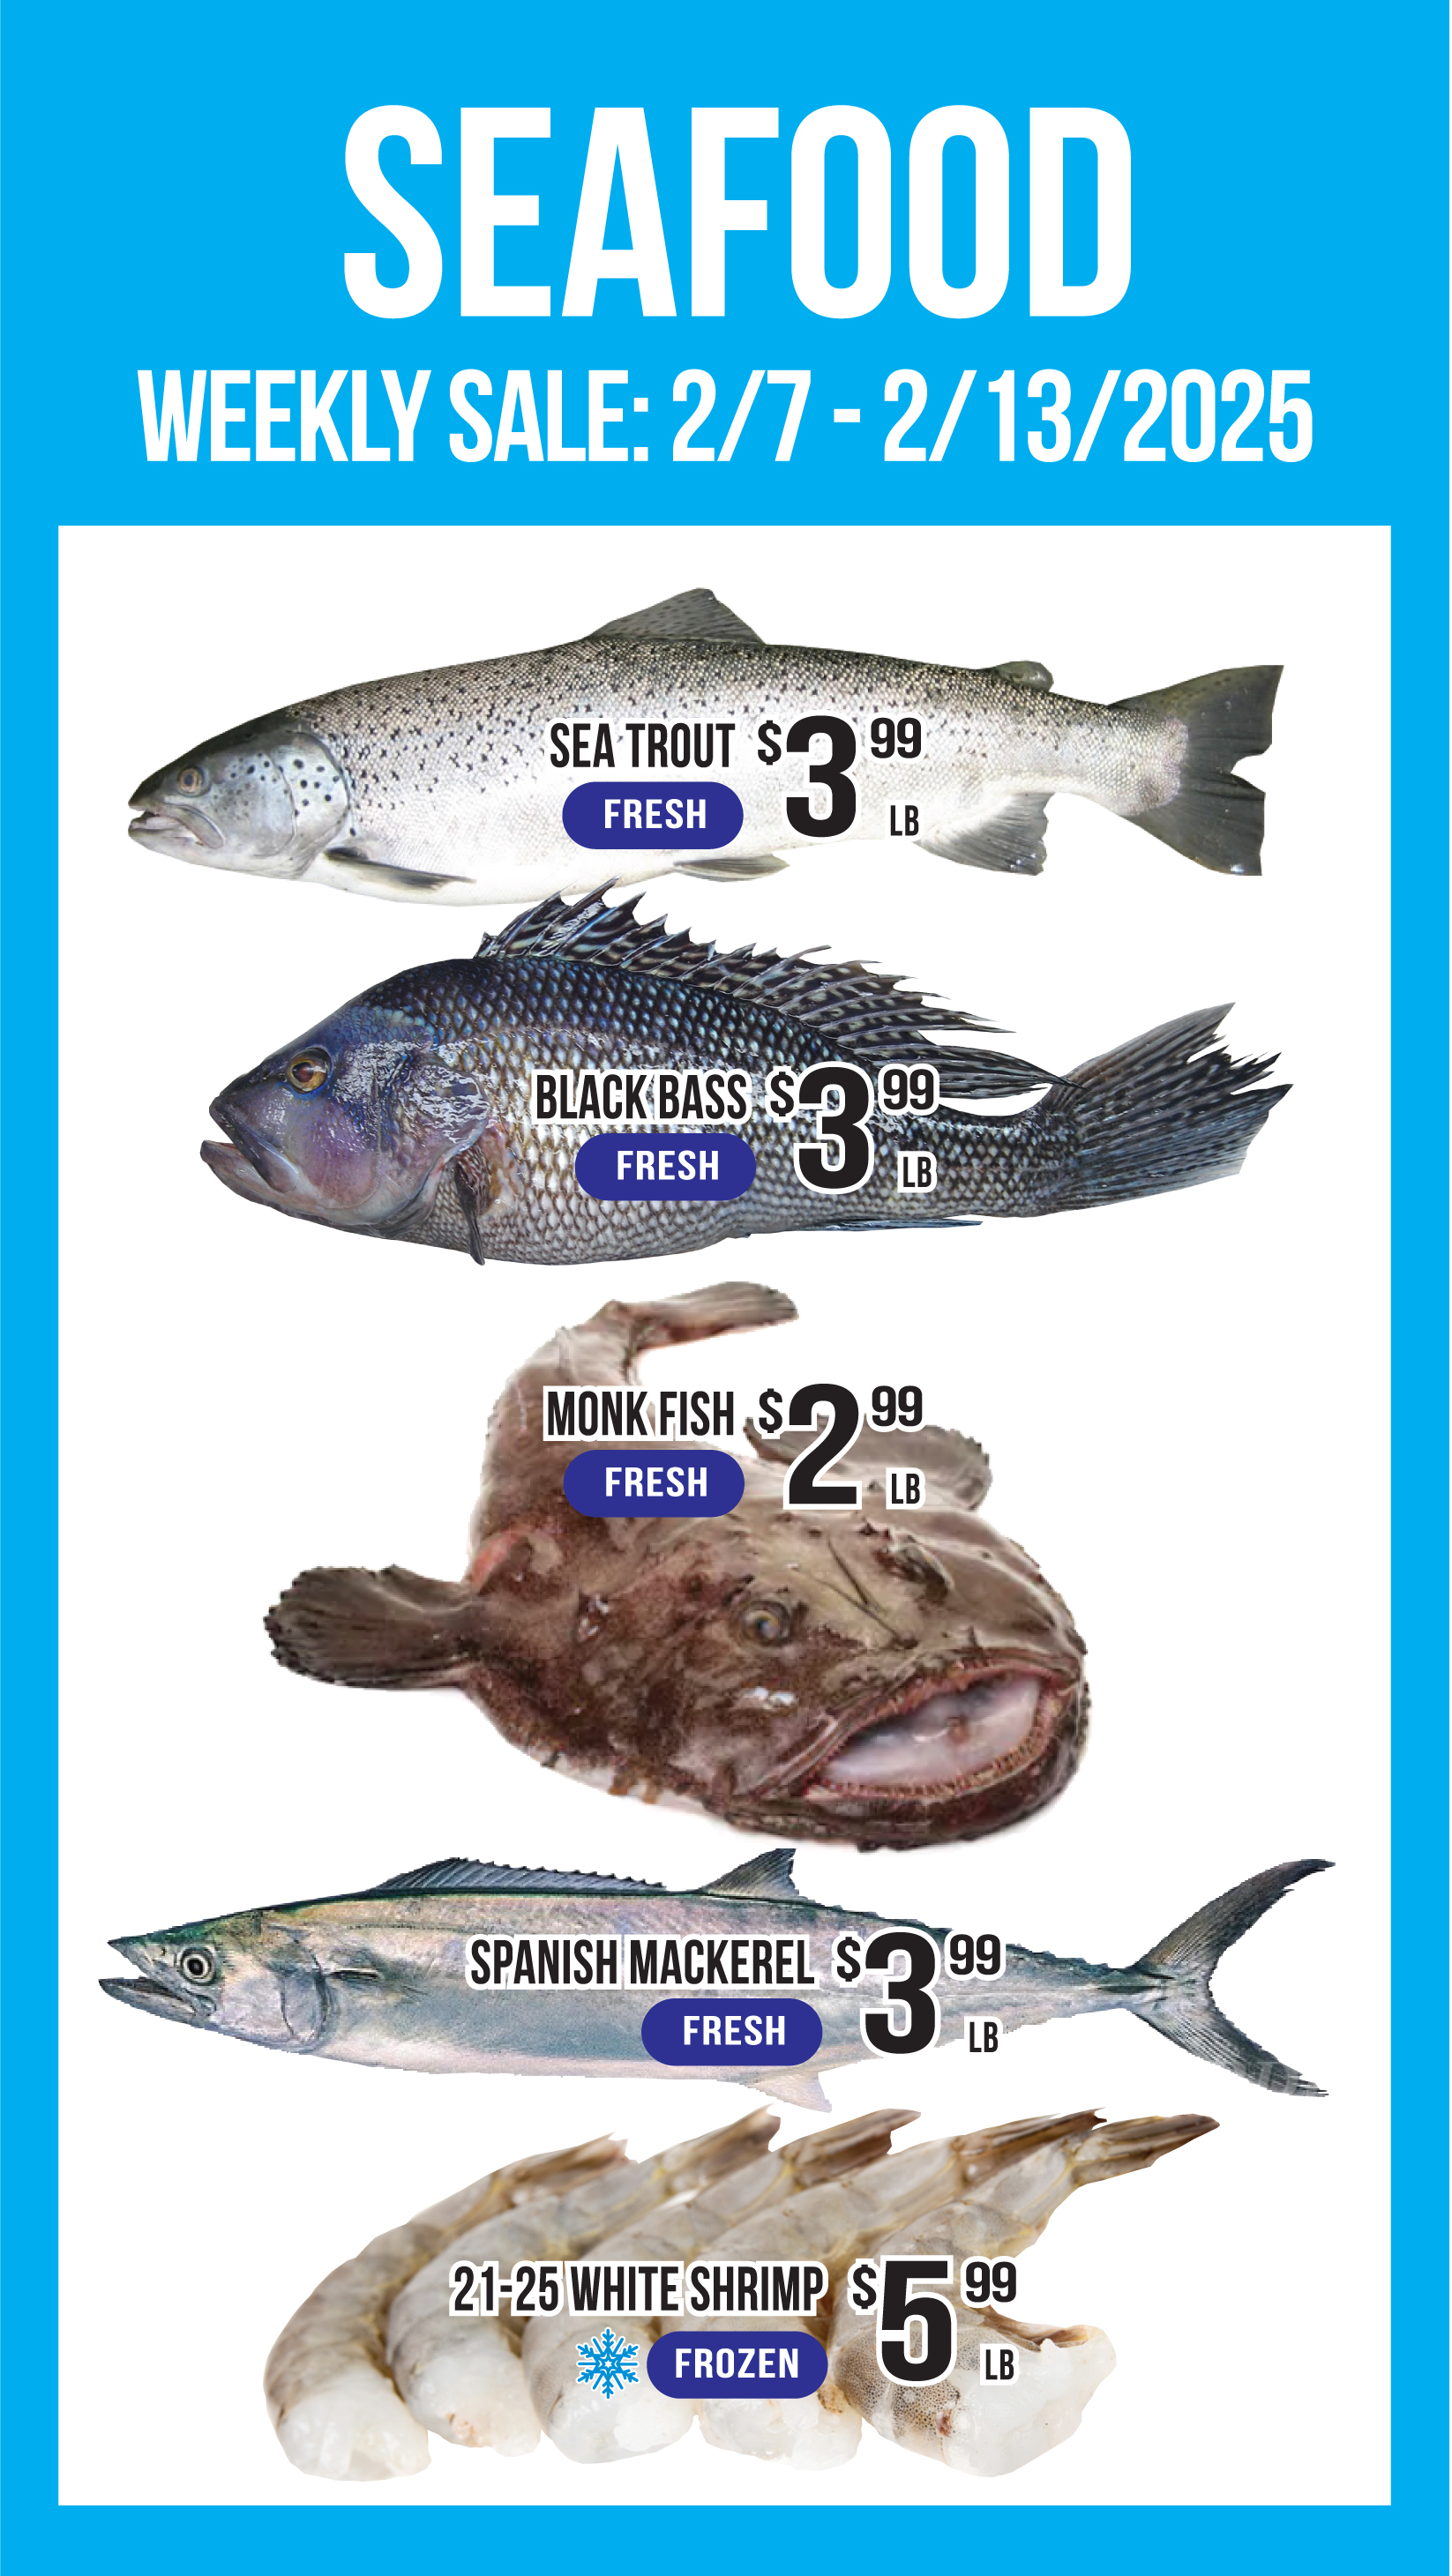 SEAFOOD
WEEKLY SALE: 2/7 - 2/13/2025
SEA TROUT $3 99
FRESH LB
BLACK BASS $3 99
FRESH LB
MONK FISH $2 99
FRESH LB
SPANISH MACKEREL $3 99
FRESH LB
21-25 WHITE SHRIMP $5 99
FROZEN LB